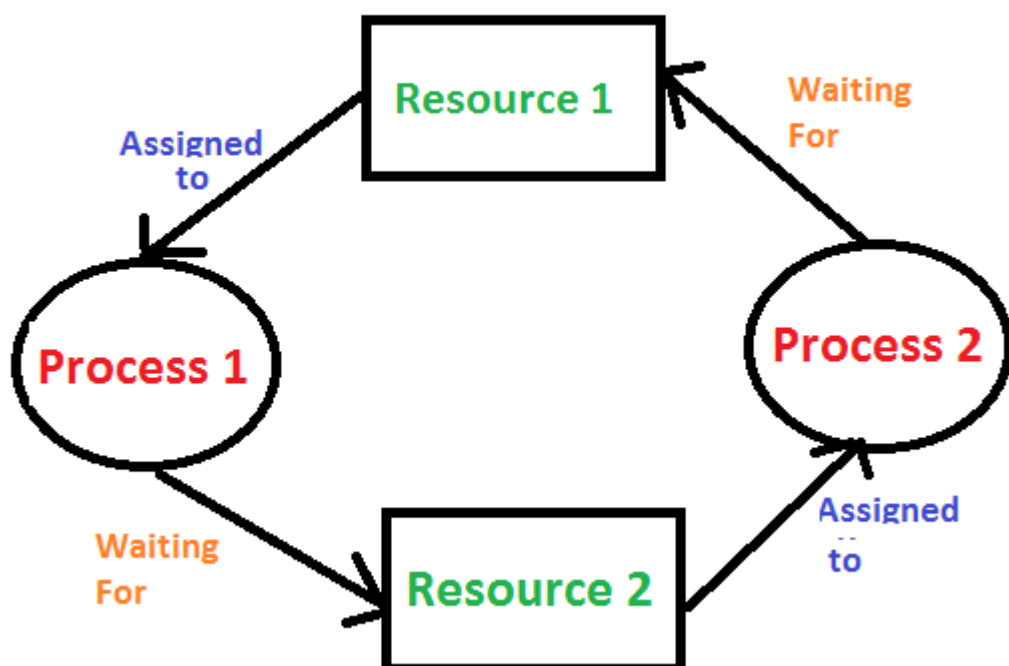 Resource 1
Waiting
For
Assigned
to
Process 1
Process 2
Waiting
For
Resource 2
Assigned
to